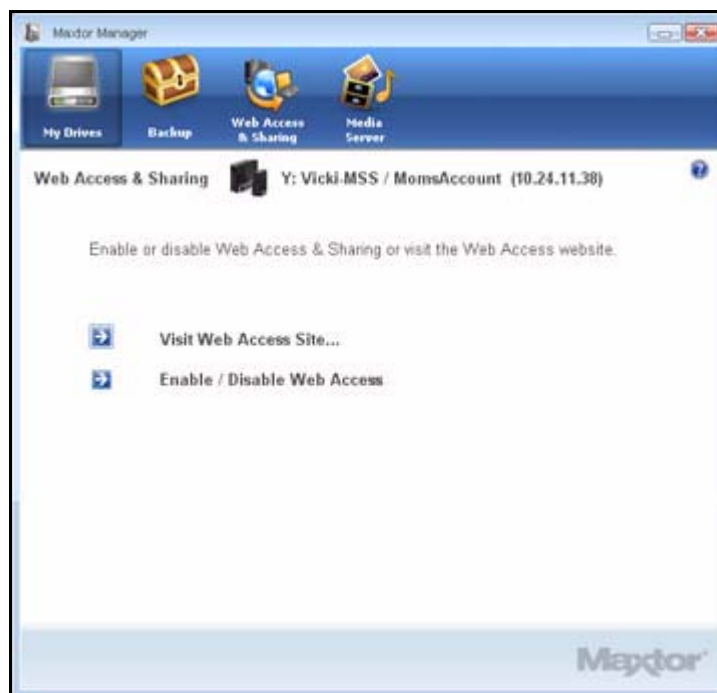 Maxtor Manager
My Drives
Backup
Web Access
& Sharing
Media
Server
Web Access & Sharing Y: Vicki-MSS / MomsAccount (10.24.11.38)
?
Enable or disable Web Access & Sharing or visit the Web Access website.
Visit Web Access Site...
Enable / Disable Web Access
Maxtor